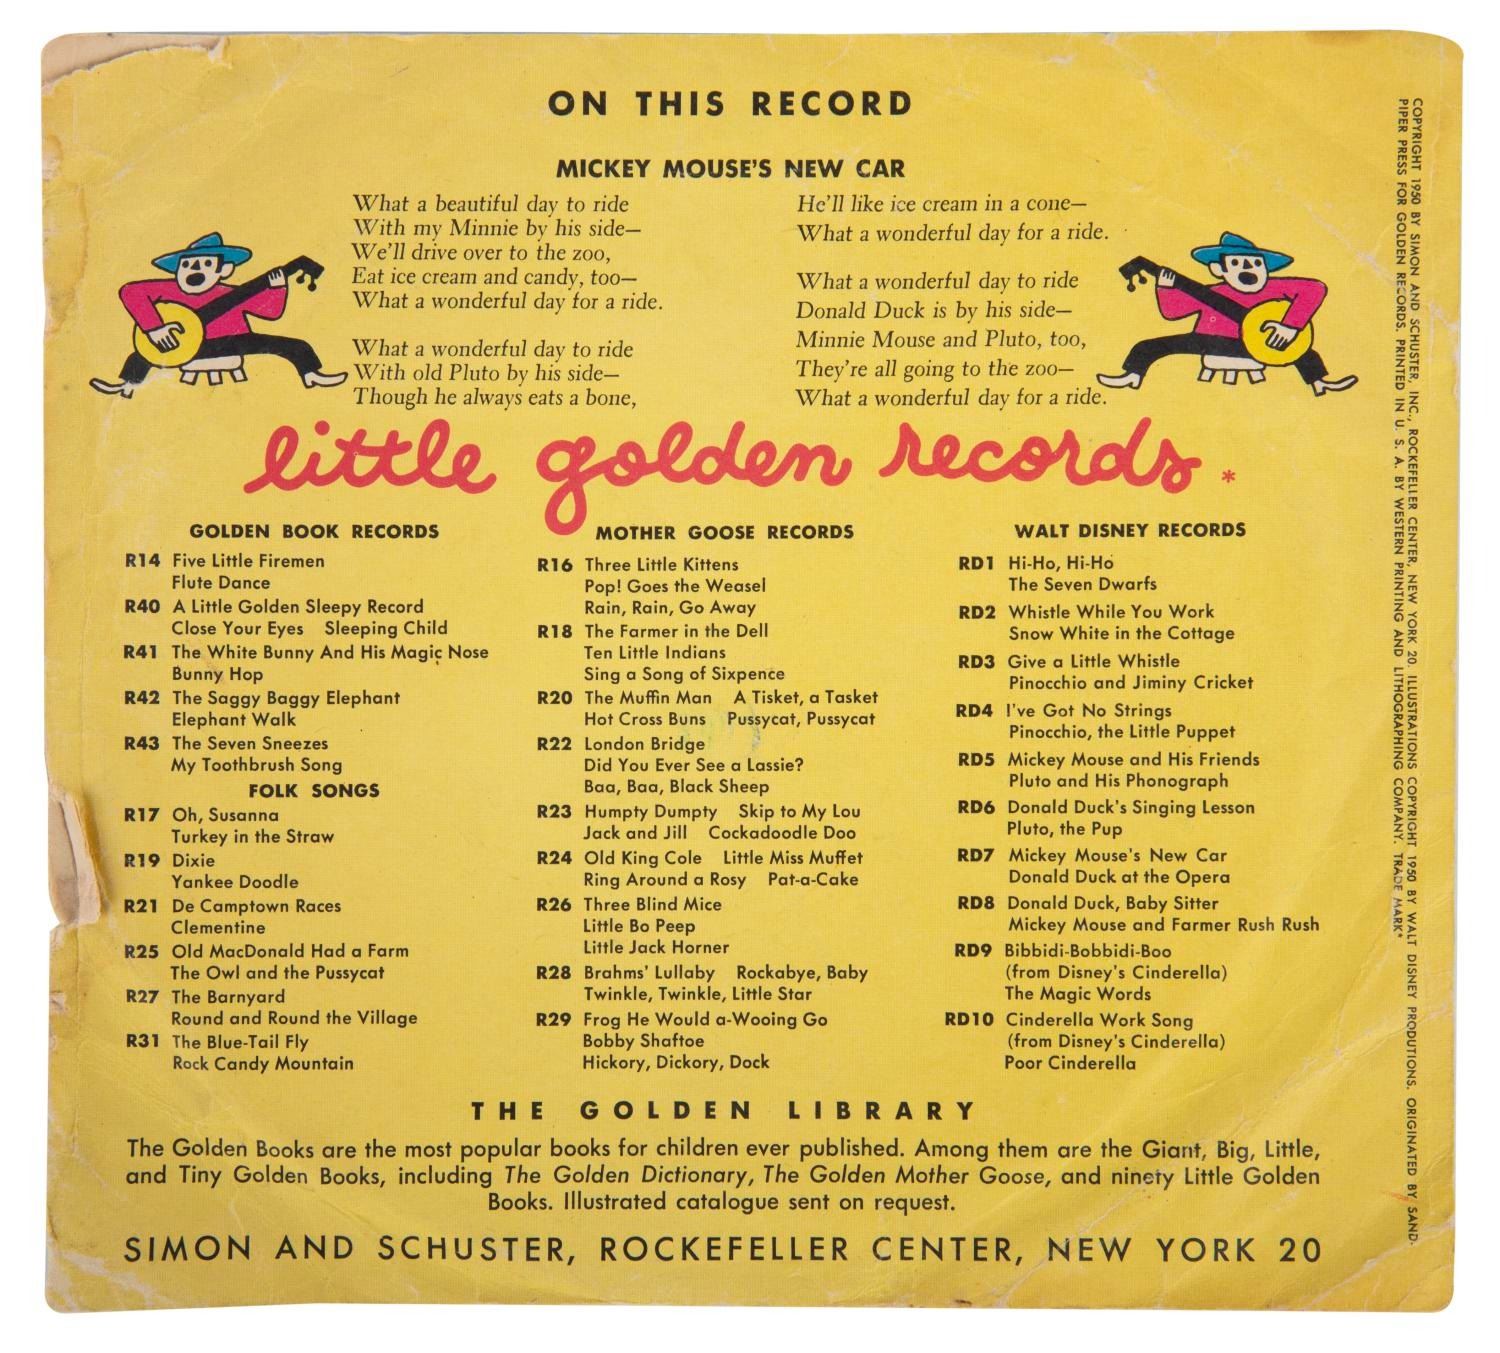 ON THIS RECORD
MICKEY MOUSE'S NEW CAR
What a beautiful day to ride
With my Minnie by his side—
We'll drive over to the zoo,
Eat ice cream and candy, too—
What a wonderful day for a ride.
What a wonderful day to ride
With old Pluto by his side—
Though he always eats a bone,
He'll like ice cream in a cone—
What a wonderful day for a ride.
What a wonderful day to ride
Donald Duck is by his side—
Minnie Mouse and Pluto, too,
They're all going to the zoo—
What a wonderful day for a ride.
little golden records*
GOLDEN BOOK RECORDS
R14 Five Little Firemen
Flute Dance
R40 A Little Golden Sleepy Record
Close Your Eyes Sleeping Child
R41 The White Bunny And His Magic Nose
Bunny Hop
R42 The Saggy Baggy Elephant
Elephant Walk
R43 The Seven Sneezes
My Toothbrush Song
FOLK SONGS
R17 Oh, Susanna
Turkey in the Straw
R19 Dixie
Yankee Doodle
R21 De Camptown Races
Clementine
R25 Old MacDonald Had a Farm
The Owl and the Pussycat
R27 The Barnyard
Round and Round the Village
R31 The Blue-Tail Fly
Rock Candy Mountain
MOTHER GOOSE RECORDS
R16 Three Little Kittens
Pop! Goes the Weasel
Rain, Rain, Go Away
R18 The Farmer in the Dell
Ten Little Indians
Sing a Song of Sixpence
R20 The Muffin Man A Tisket, a Tasket
Hot Cross Buns Pussycat, Pussycat
R22 London Bridge
Did You Ever See a Lassie?
Baa, Baa, Black Sheep
R23 Humpty Dumpty Skip to My Lou
Jack and Jill Cockadoodle Doo
R24 Old King Cole Little Miss Muffet
Ring Around a Rosy Pat-a-Cake
R26 Three Blind Mice
Little Bo Peep
Little Jack Horner
R28 Brahms' Lullaby Rockabye, Baby
Twinkle, Twinkle, Little Star
R29 Frog He Would a-Wooing Go
Bobby Shaftoe
Hickory, Dickory, Dock
WALT DISNEY RECORDS
RD1 Hi-Ho, Hi-Ho
The Seven Dwarfs
RD2 Whistle While You Work
Snow White in the Cottage
RD3 Give a Little Whistle
Pinocchio and Jiminy Cricket
RD4 I've Got No Strings
Pinocchio, the Little Puppet
RD5 Mickey Mouse and His Friends
Pluto and His Phonograph
RD6 Donald Duck's Singing Lesson
Pluto, the Pup
RD7 Mickey Mouse's New Car
Donald Duck at the Opera
RD8 Donald Duck, Baby Sitter
Mickey Mouse and Farmer Rush Rush
RD9 Bibbidi-Bobbidi-Boo
(from Disney's Cinderella)
The Magic Words
RD10 Cinderella Work Song
(from Disney's Cinderella)
Poor Cinderella
THE GOLDEN LIBRARY
The Golden Books are the most popular books for children ever published. Among them are the Giant, Big, Little,
and Tiny Golden Books, including The Golden Dictionary, The Golden Mother Goose, and ninety Little Golden
Books. Illustrated catalogue sent on request.
SIMON AND SCHUSTER, ROCKEFELLER CENTER, NEW YORK 20
COPYRIGHT 1950 BY SIMON AND SCHUSTER, INC., ROCKEFELLER CENTER, NEW YORK 20. ILLUSTRATIONS COPYRIGHT 1950 BY WALT DISNEY PRODUTIONS. ORIGINATED BY SAND-
PIPER PRESS FOR GOLDEN RECORDS. PRINTED IN U. S. A. BY WESTERN PRINTING AND LITHOGRAPHING COMPANY. TRADE MARK*